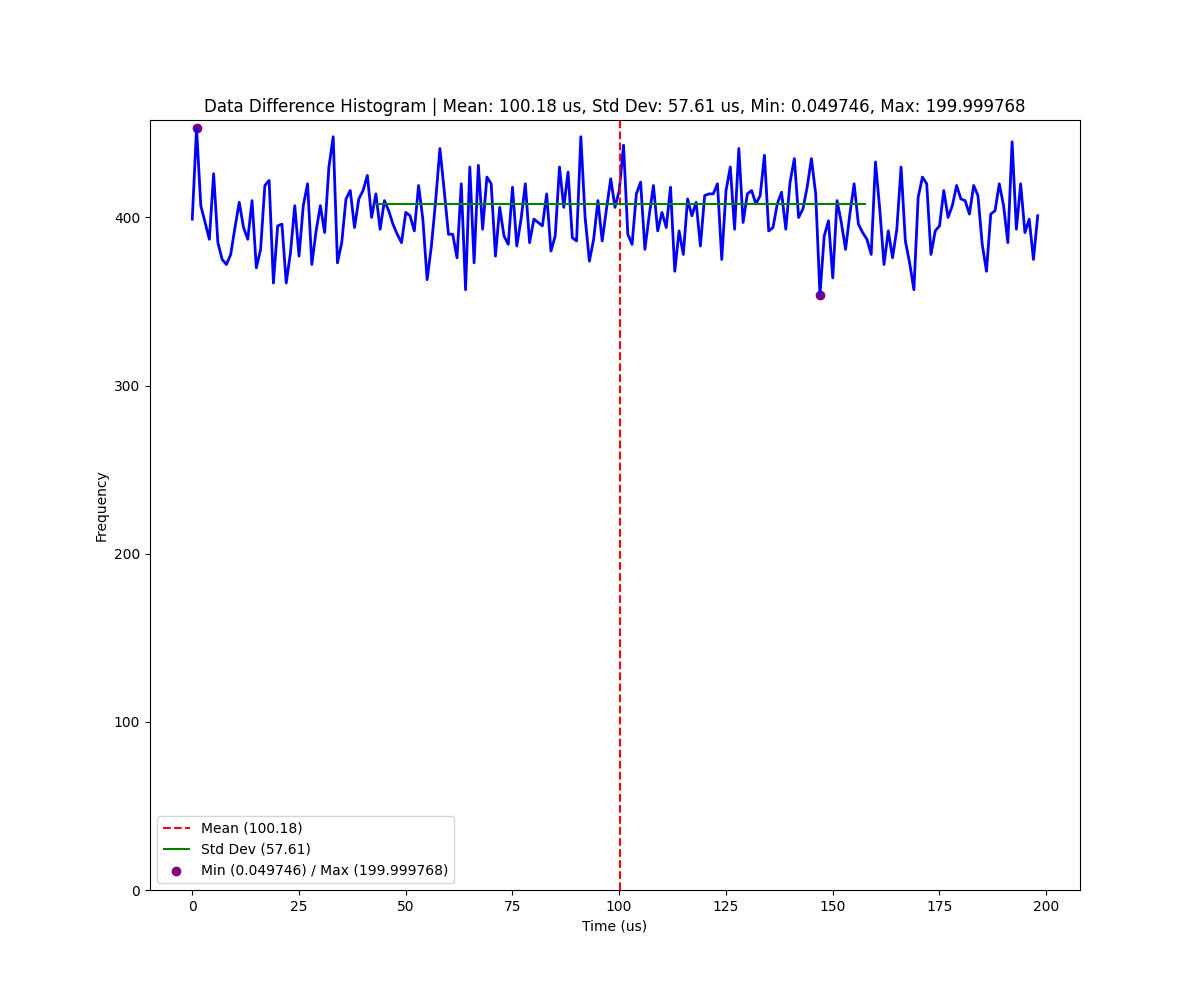 Data Difference Histogram | Mean: 100.18 us, Std Dev: 57.61 us, Min: 0.049746, Max: 199.999768
400
300
200
100
0
Frequency
Mean (100.18)
Std Dev (57.61)
Min (0.049746) / Max (199.999768)
0 25 50 75 100 125 150 175 200
Time (us)